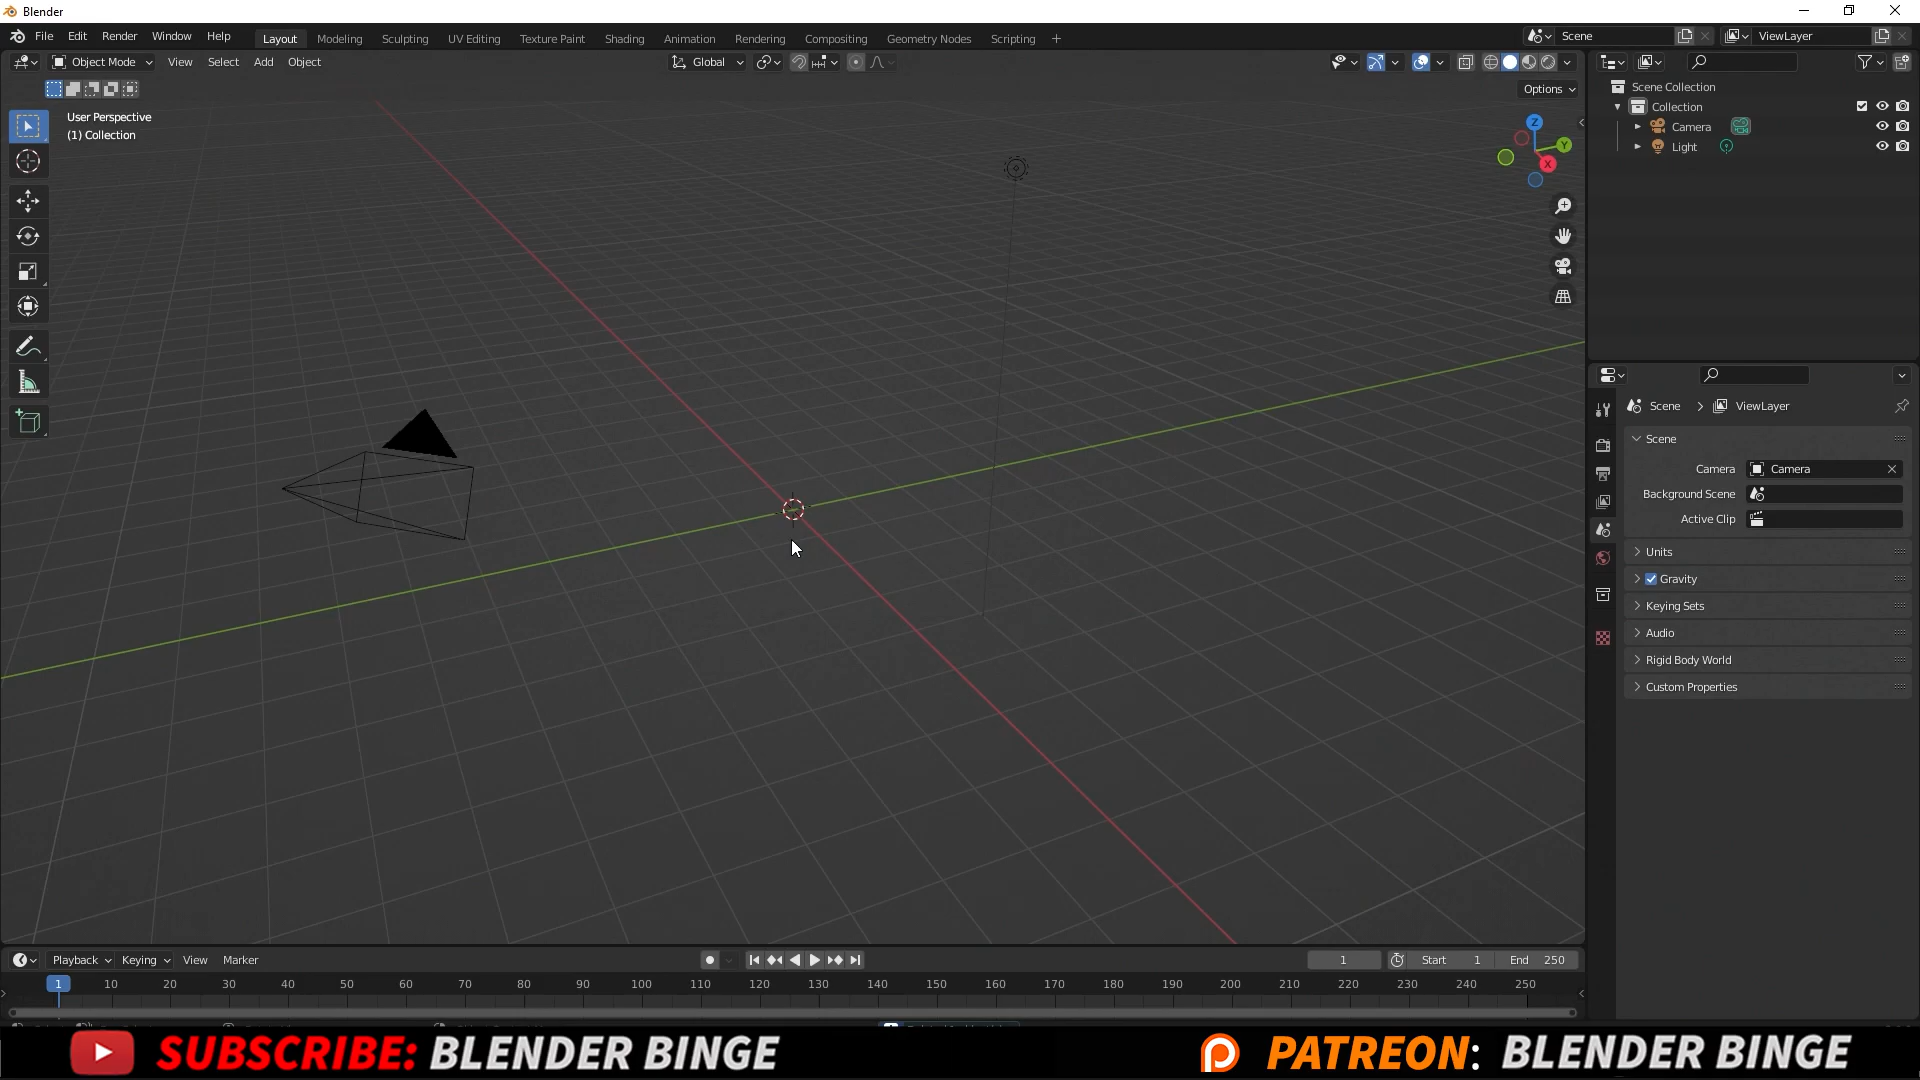 Blender
File Edit Render Window Help Layout Modeling Sculpting UV Editing Texture Paint Shading Animation Rendering Compositing Geometry Nodes Scripting + Scene ViewLayer
Object Mode View Select Add Object Global
Options
User Perspective
(1) Collection
Z
Y
X
Scene Collection
Collection
Camera
Light
Scene > ViewLayer
Scene
Camera Camera
Background Scene
Active Clip
Units
Gravity
Keying Sets
Audio
Rigid Body World
Custom Properties
Playback Keying View Marker 1 Start 1 End 250
1 10 20 30 40 50 60 70 80 90 100 110 120 130 140 150 160 170 180 190 200 210 220 230 240 250
SUBSCRIBE: BLENDER BINGE PATREON: BLENDER BINGE